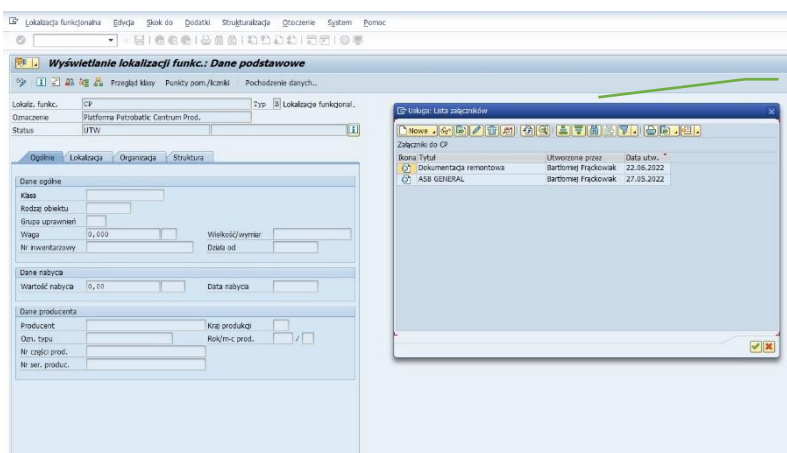 Lokalizacja funkcjonalna Edycja Skok do Dodatki Strukturalizacja Otoczenie System Pomoc
Wyświetlanie lokalizacji funkc.: Dane podstawowe
Przegląd klasy Punkty pom./liczniki Pochodzenie danych..
Lokaliz. funkc. CP Typ B Lokalizacja funkcjonal.
Oznaczenie Platforma Petrobaltic Centrum Prod.
Status UTW
Ogólne Lokalizacja Organizacja Struktura
Dane ogólne
Klasa
Rodzaj obiektu
Grupa uprawnień
Waga 0,000 Wielkość/wymiar
Nr inwentarzowy Działa od
Dane nabycia
Wartość nabycia 0,00 Data nabycia
Dane producenta
Producent Kraj produkcji
Ozn. typu Rok/m-c prod. /
Nr części prod.
Nr ser. produc.
Usługa: Lista załączników
Nowe
Załączniki do CP
Ikona Tytuł Utworzone przez Data utw.
Dokumentacja remontowa Bartłomiej Frąckowiak 22.06.2022
ASB GENERAL Bartłomiej Frąckowiak 27.05.2022